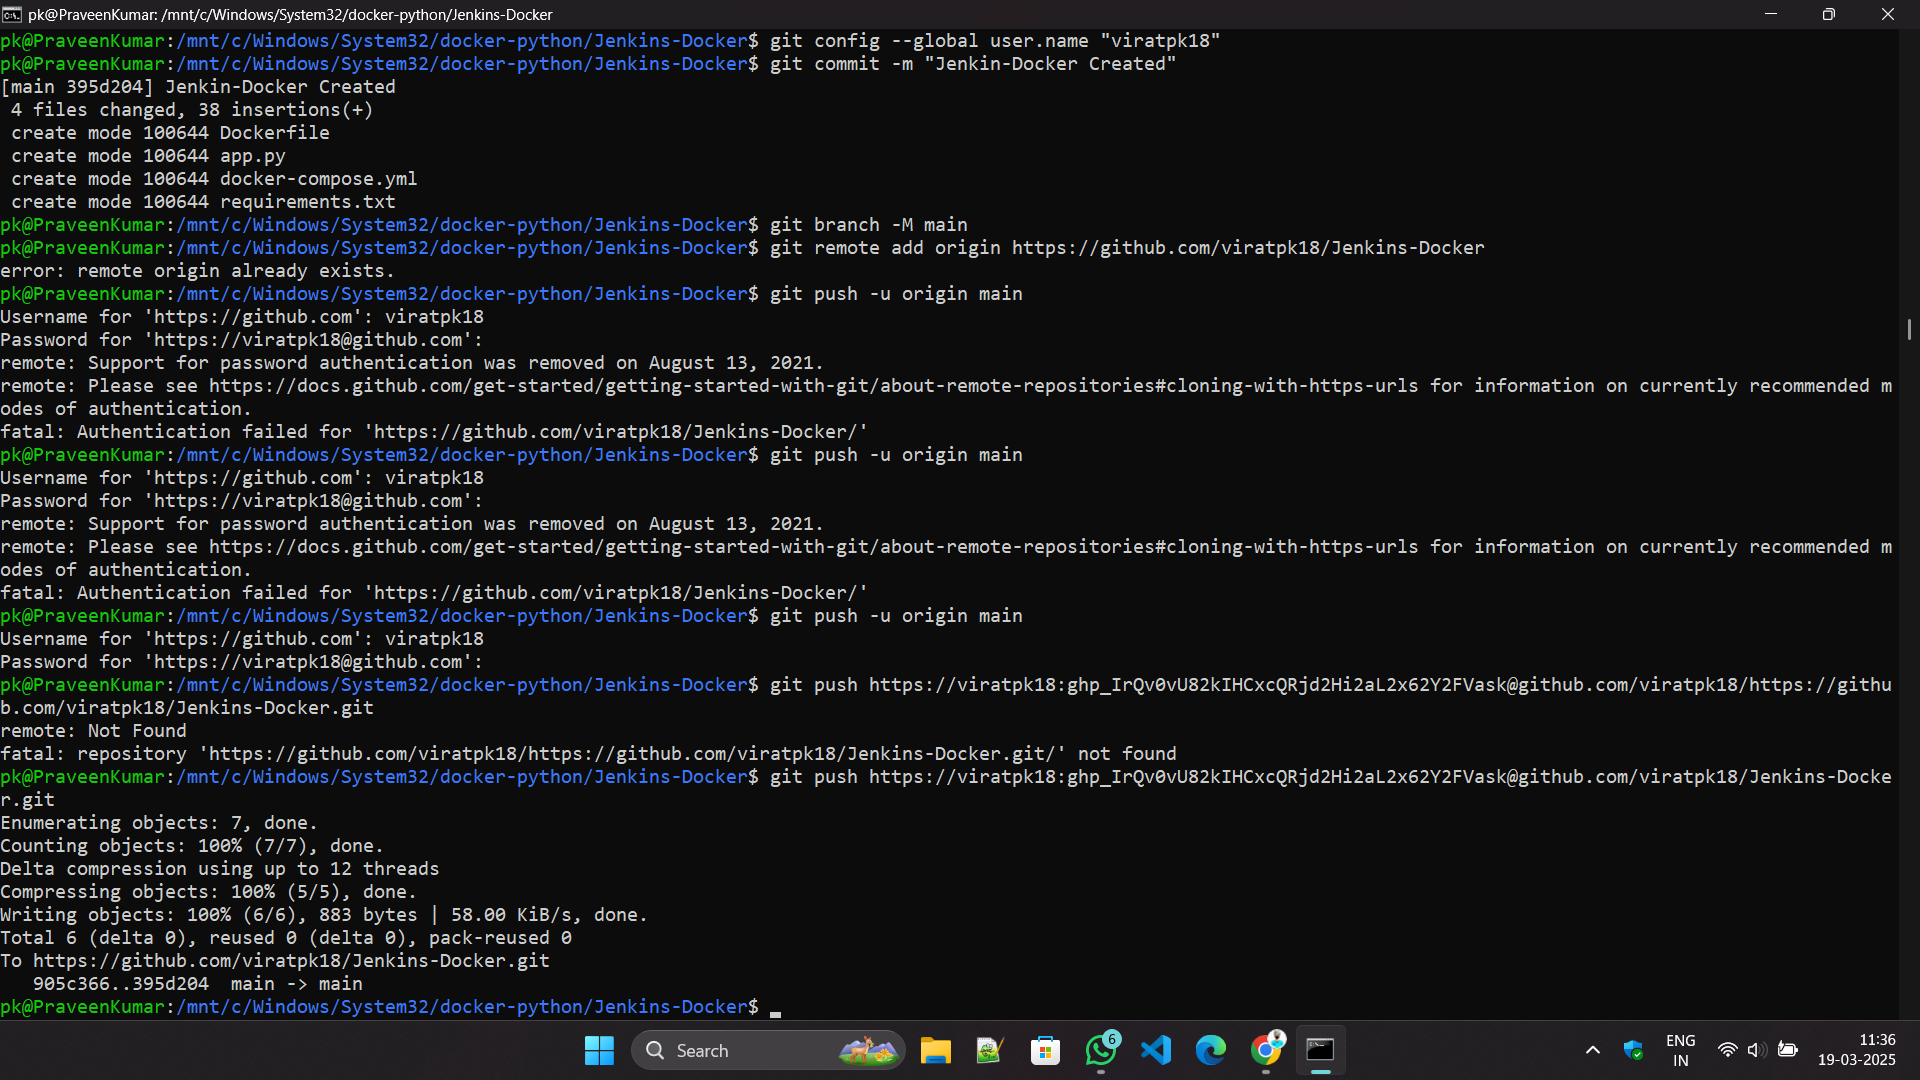 pk@PraveenKumar: /mnt/c/Windows/System32/docker-python/Jenkins-Docker
pk@PraveenKumar:/mnt/c/Windows/System32/docker-python/Jenkins-Docker$ git config --global user.name "viratpk18"
pk@PraveenKumar:/mnt/c/Windows/System32/docker-python/Jenkins-Docker$ git commit -m "Jenkin-Docker Created"
[main 395d204] Jenkin-Docker Created
 4 files changed, 38 insertions(+)
 create mode 100644 Dockerfile
 create mode 100644 app.py
 create mode 100644 docker-compose.yml
 create mode 100644 requirements.txt
pk@PraveenKumar:/mnt/c/Windows/System32/docker-python/Jenkins-Docker$ git branch -M main
pk@PraveenKumar:/mnt/c/Windows/System32/docker-python/Jenkins-Docker$ git remote add origin https://github.com/viratpk18/Jenkins-Docker
error: remote origin already exists.
pk@PraveenKumar:/mnt/c/Windows/System32/docker-python/Jenkins-Docker$ git push -u origin main
Username for 'https://github.com': viratpk18
Password for 'https://viratpk18@github.com':
remote: Support for password authentication was removed on August 13, 2021.
remote: Please see https://docs.github.com/get-started/getting-started-with-git/about-remote-repositories#cloning-with-https-urls for information on currently recommended m
odes of authentication.
fatal: Authentication failed for 'https://github.com/viratpk18/Jenkins-Docker/'
pk@PraveenKumar:/mnt/c/Windows/System32/docker-python/Jenkins-Docker$ git push -u origin main
Username for 'https://github.com': viratpk18
Password for 'https://viratpk18@github.com':
remote: Support for password authentication was removed on August 13, 2021.
remote: Please see https://docs.github.com/get-started/getting-started-with-git/about-remote-repositories#cloning-with-https-urls for information on currently recommended m
odes of authentication.
fatal: Authentication failed for 'https://github.com/viratpk18/Jenkins-Docker/'
pk@PraveenKumar:/mnt/c/Windows/System32/docker-python/Jenkins-Docker$ git push -u origin main
Username for 'https://github.com': viratpk18
Password for 'https://viratpk18@github.com':
pk@PraveenKumar:/mnt/c/Windows/System32/docker-python/Jenkins-Docker$ git push https://viratpk18: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@github.com/viratpk18/https://githu
b.com/viratpk18/Jenkins-Docker.git
remote: Not Found
fatal: repository 'https://github.com/viratpk18/https://github.com/viratpk18/Jenkins-Docker.git/' not found
pk@PraveenKumar:/mnt/c/Windows/System32/docker-python/Jenkins-Docker$ git push https://viratpk18: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@github.com/viratpk18/Jenkins-Docke
r.git
Enumerating objects: 7, done.
Counting objects: 100% (7/7), done.
Delta compression using up to 12 threads
Compressing objects: 100% (5/5), done.
Writing objects: 100% (6/6), 883 bytes | 58.00 KiB/s, done.
Total 6 (delta 0), reused 0 (delta 0), pack-reused 0
To https://github.com/viratpk18/Jenkins-Docker.git
   905c366..395d204  main -> main
pk@PraveenKumar:/mnt/c/Windows/System32/docker-python/Jenkins-Docker$
Search
6
ENG
IN
11:36
19-03-2025